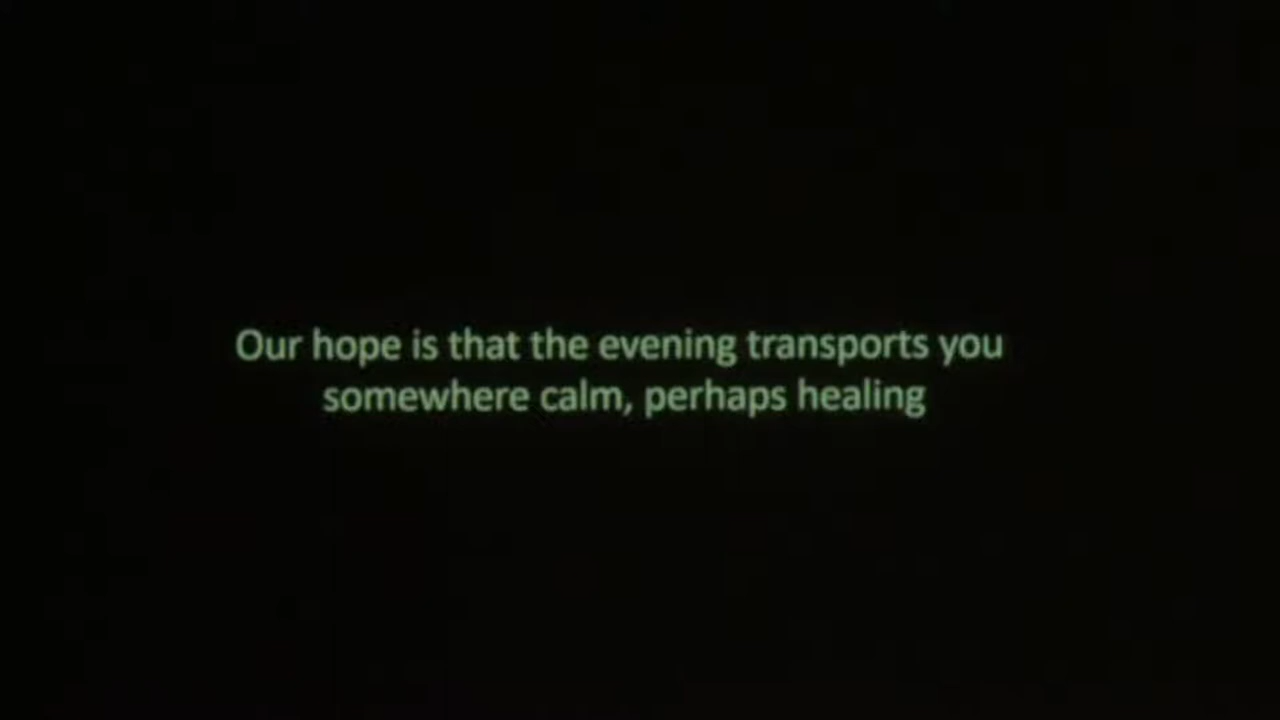 Our hope is that the evening transports you
somewhere calm, perhaps healing